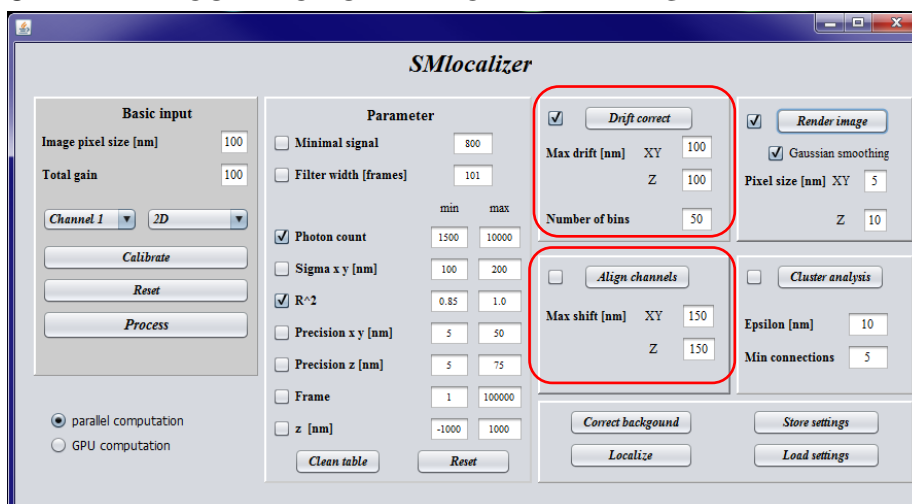 SMlocalizer
Basic input
Image pixel size [nm] 100
Total gain 100
Channel 1 2D
Calibrate
Reset
Process
parallel computation
GPU computation
Parameter
Minimal signal 800
Filter width [frames] 101
min max
Photon count 1500 10000
Sigma x y [nm] 100 200
R^2 0.85 1.0
Precision x y [nm] 5 50
Precision z [nm] 5 75
Frame 1 100000
z [nm] -1000 1000
Clean table Reset
Drift correct
Max drift [nm] XY 100
Z 100
Number of bins 50
Align channels
Max shift [nm] XY 150
Z 150
Render image
Gaussian smoothing
Pixel size [nm] XY 5
Z 10
Cluster analysis
Epsilon [nm] 10
Min connections 5
Correct backgound Store settings
Localize Load settings